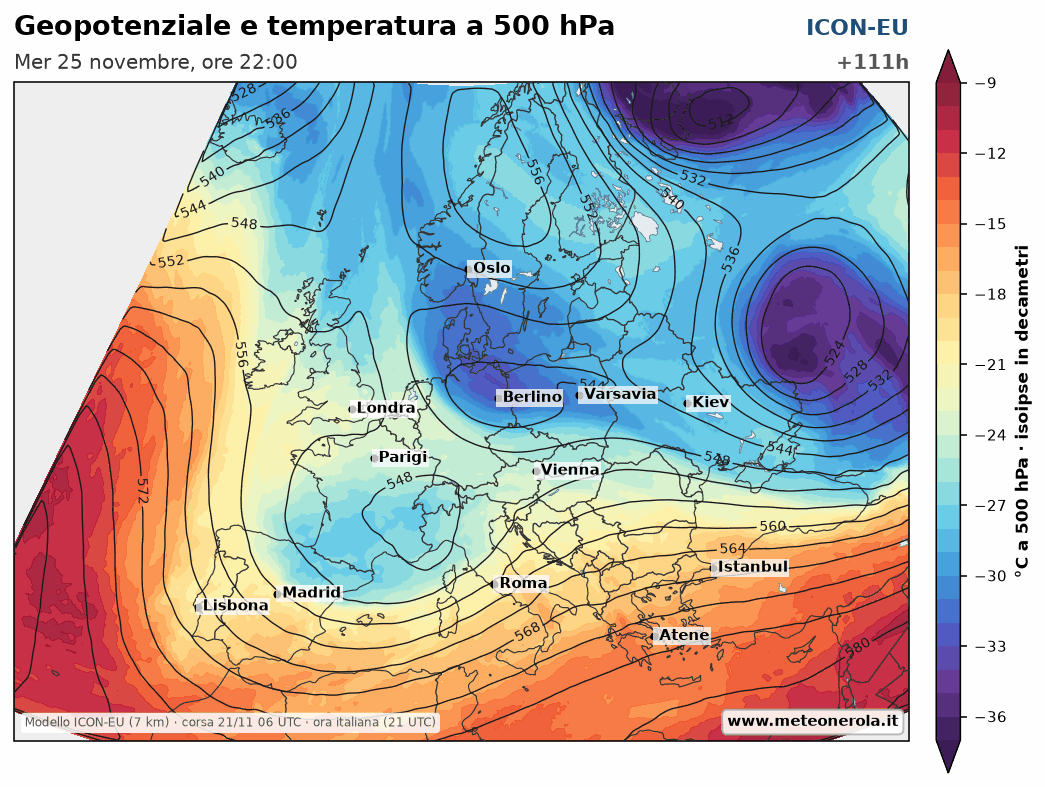 Geopotenziale e temperatura a 500 hPa
ICON-EU
Mer 25 novembre, ore 22:00
+111h
528
536
540
544
548
552
556
556
572
512
532
540
552
536
524
528
532
544
548
544
548
560
564
568
580
Oslo
Londra
Berlino
Varsavia
Kiev
Parigi
Vienna
Madrid
Lisbona
Roma
Istanbul
Atene
−9
−12
−15
−18
−21
−24
−27
−30
−33
−36
°C a 500 hPa · isoipse in decametri
Modello ICON-EU (7 km) · corsa 21/11 06 UTC · ora italiana (21 UTC)
www.meteonerola.it